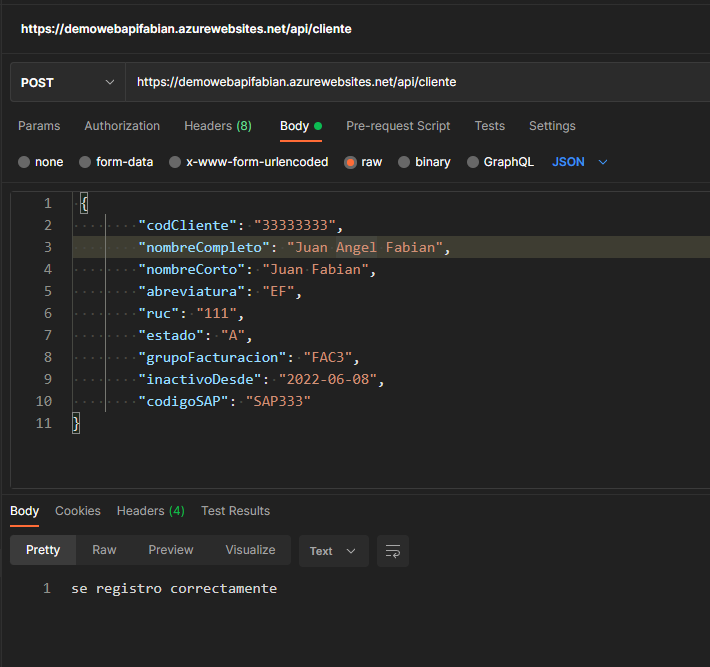 https://demowebapifabian.azurewebsites.net/api/cliente
POST https://demowebapifabian.azurewebsites.net/api/cliente
Params Authorization Headers (8) Body Pre-request Script Tests Settings
none form-data x-www-form-urlencoded raw binary GraphQL JSON
1 {
2 "codCliente": "33333333",
3 "nombreCompleto": "Juan Angel Fabian",
4 "nombreCorto": "Juan Fabian",
5 "abreviatura": "EF",
6 "ruc": "111",
7 "estado": "A",
8 "grupoFacturacion": "FAC3",
9 "inactivoDesde": "2022-06-08",
10 "codigoSAP": "SAP333"
11 }
Body Cookies Headers (4) Test Results
Pretty Raw Preview Visualize Text
1 se registro correctamente